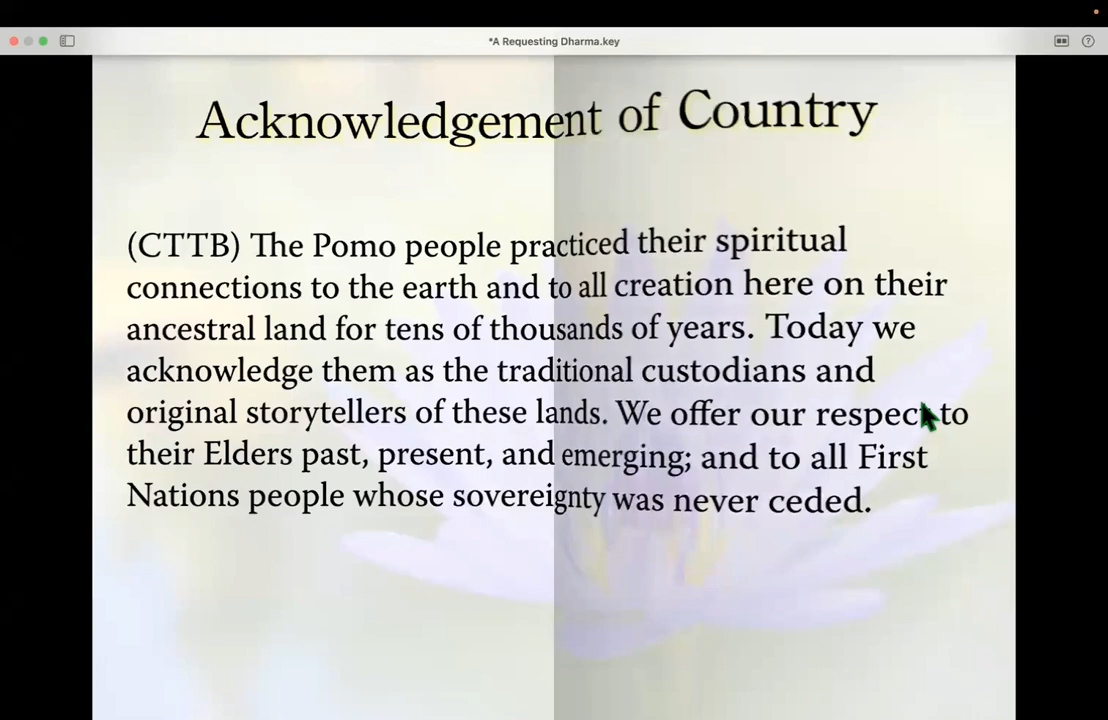 *A Requesting Dharma.key
Acknowledgement of Country
(CTTB) The Pomo people practiced their spiritual
connections to the earth and to all creation here on their
ancestral land for tens of thousands of years. Today we
acknowledge them as the traditional custodians and
original storytellers of these lands. We offer our respect to
their Elders past, present, and emerging; and to all First
Nations people whose sovereignty was never ceded.